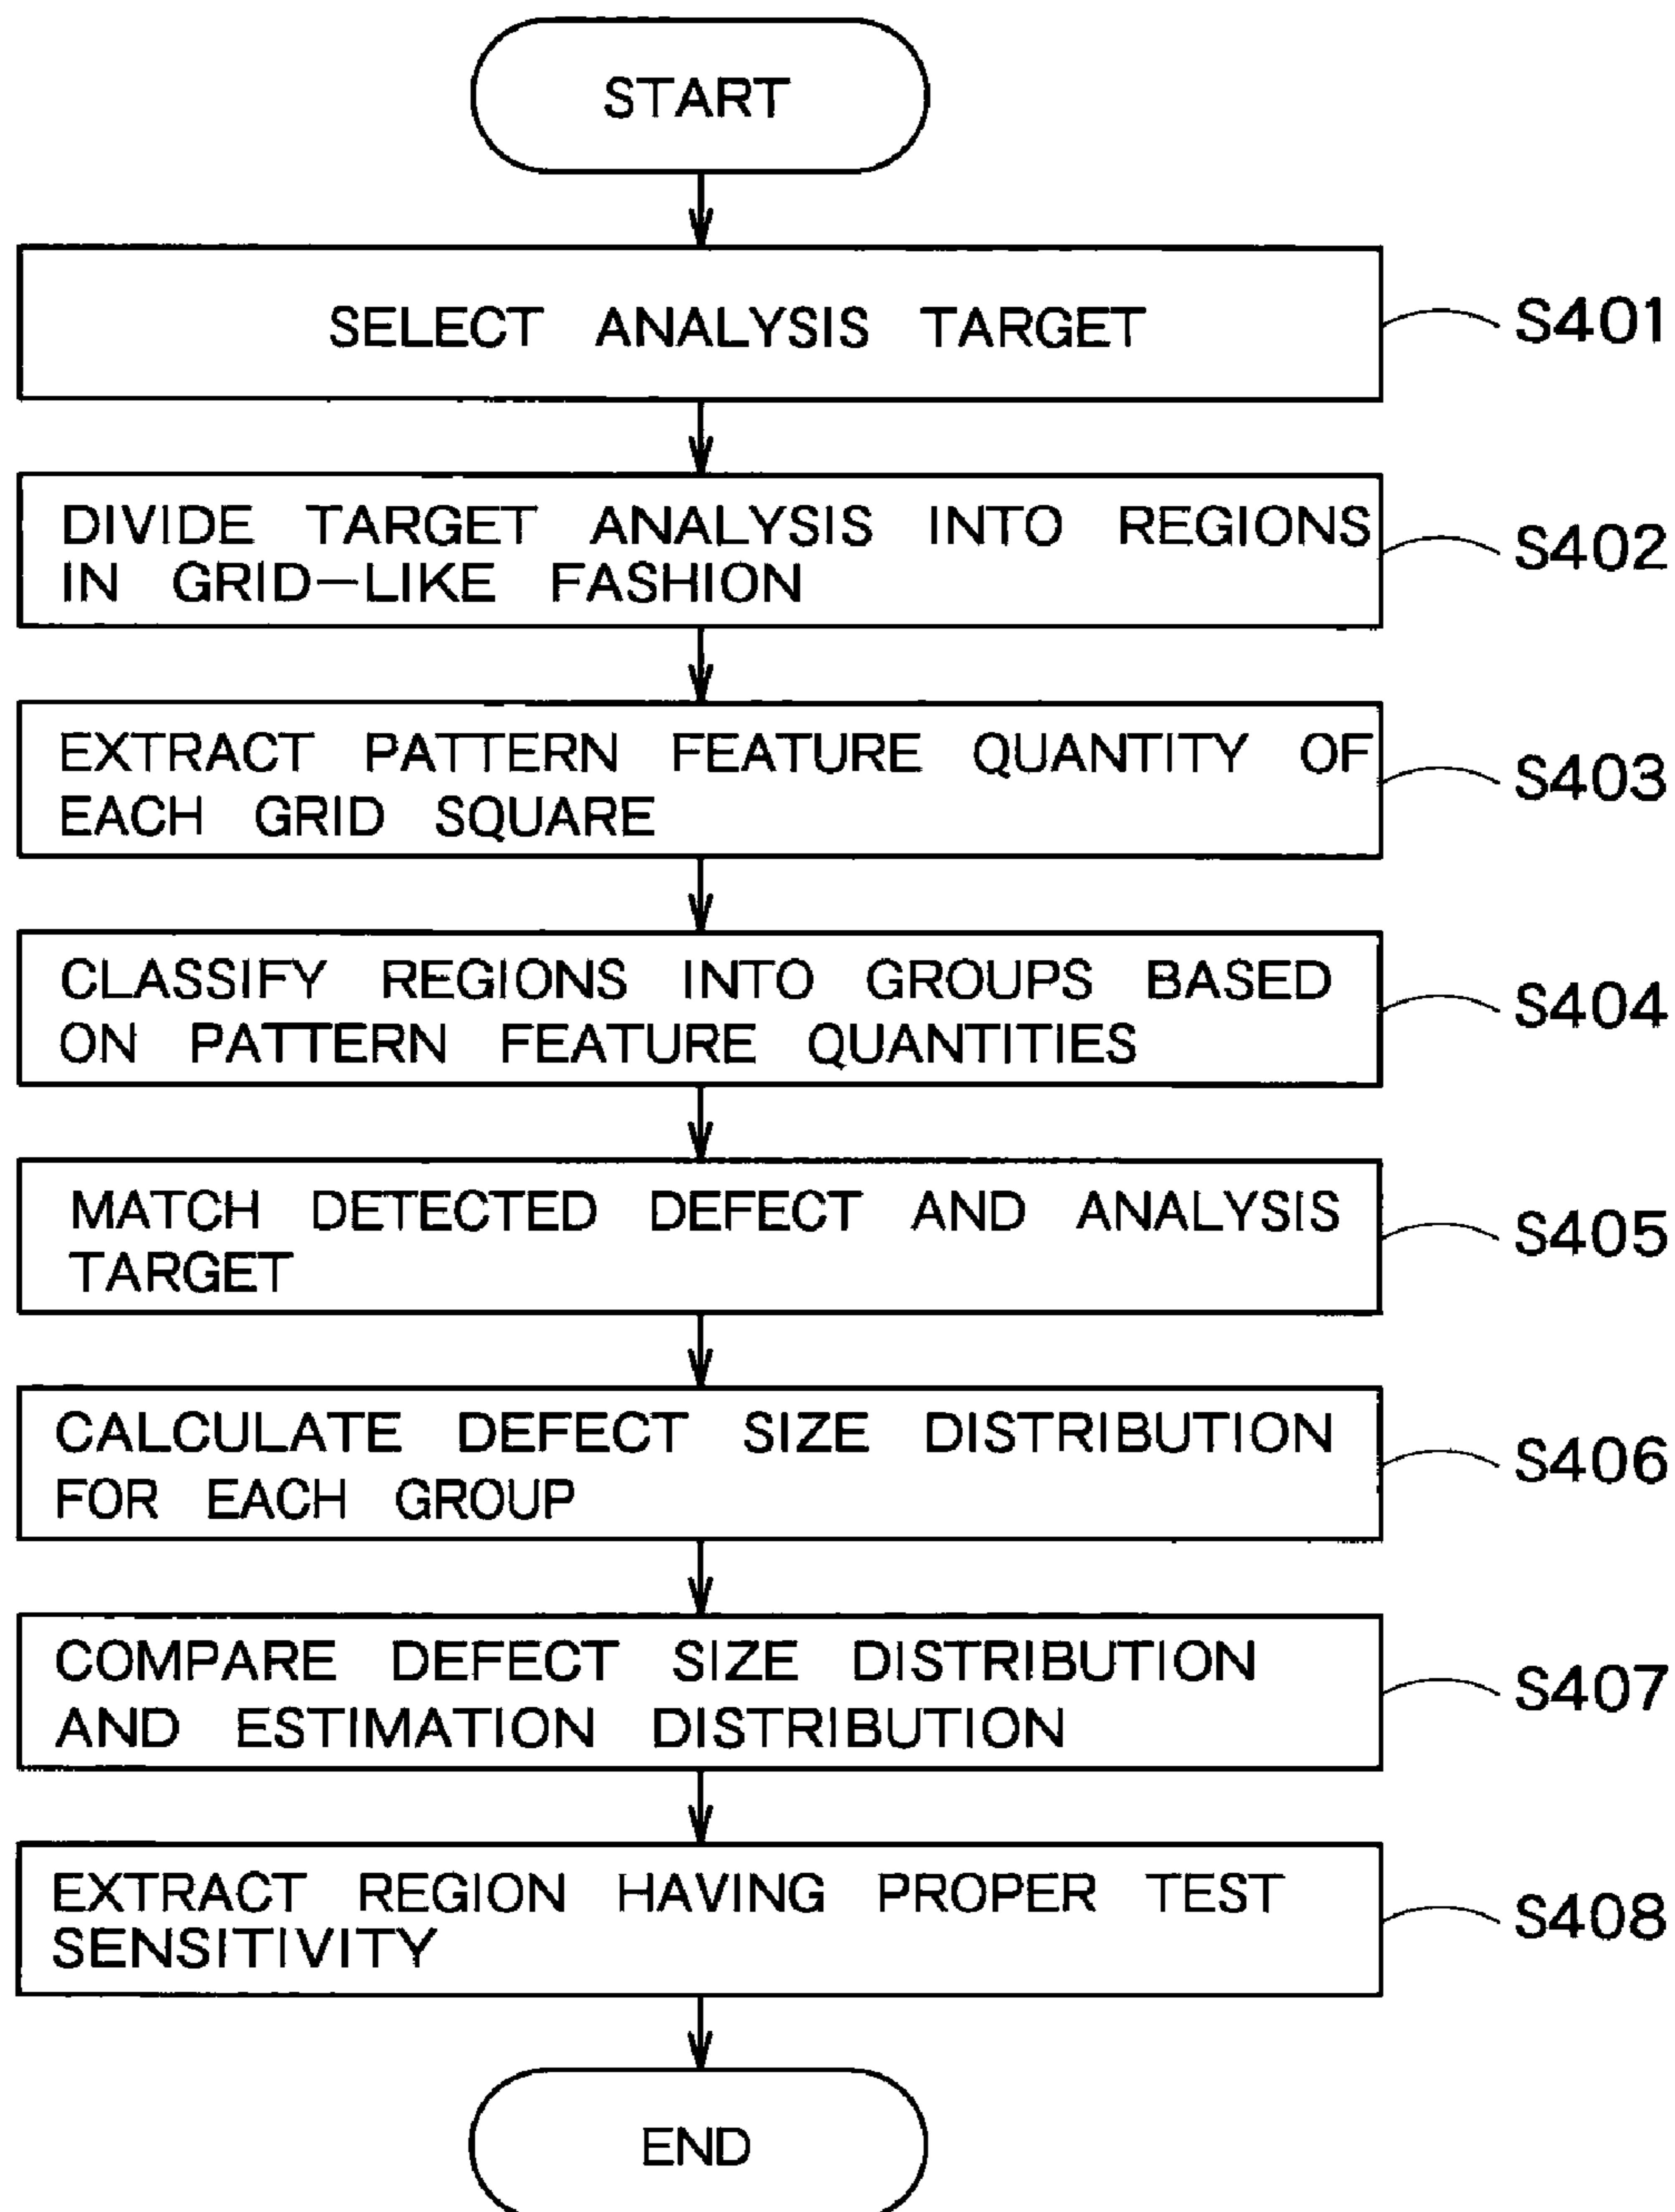 START
SELECT ANALYSIS TARGET
S401
DIVIDE TARGET ANALYSIS INTO REGIONS
IN GRID-LIKE FASHION
S402
EXTRACT PATTERN FEATURE QUANTITY OF
EACH GRID SQUARE
S403
CLASSIFY REGIONS INTO GROUPS BASED
ON PATTERN FEATURE QUANTITIES
S404
MATCH DETECTED DEFECT AND ANALYSIS
TARGET
S405
CALCULATE DEFECT SIZE DISTRIBUTION
FOR EACH GROUP
S406
COMPARE DEFECT SIZE DISTRIBUTION
AND ESTIMATION DISTRIBUTION
S407
EXTRACT REGION HAVING PROPER TEST
SENSITIVITY
S408
END